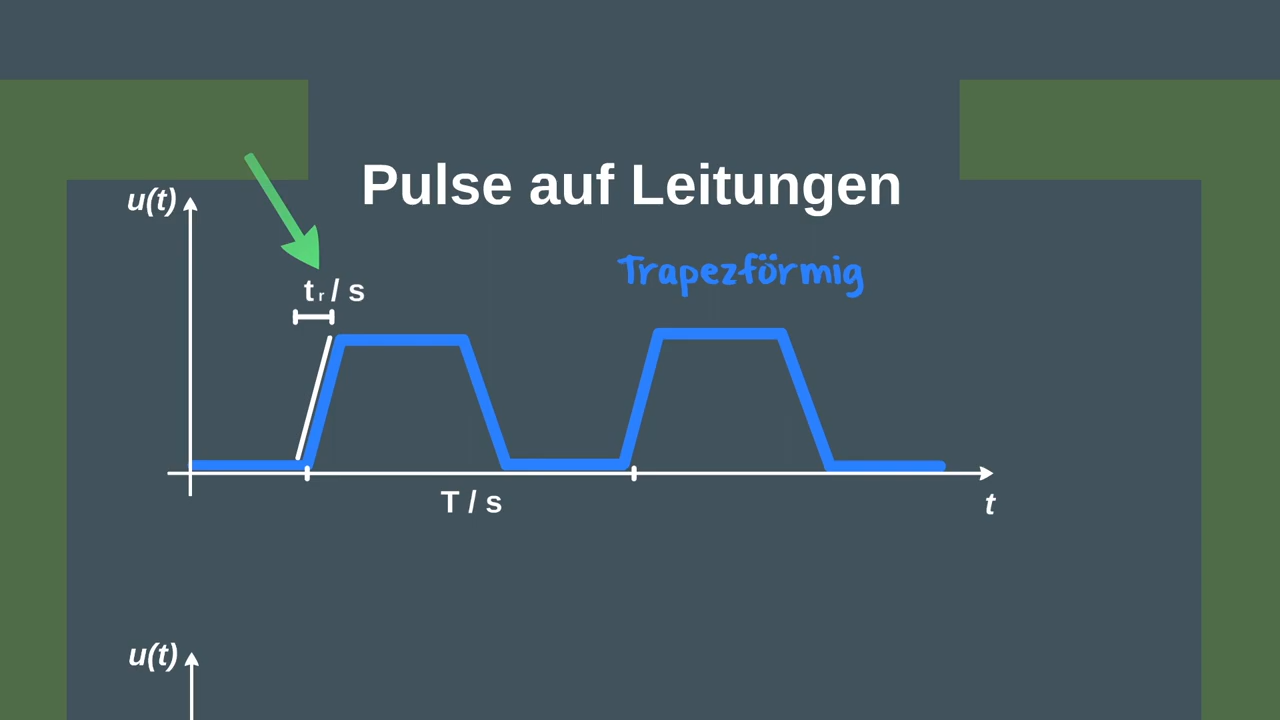 Pulse auf Leitungen
u(t)
Trapezförmig
tr / s
T / s
t
u(t)